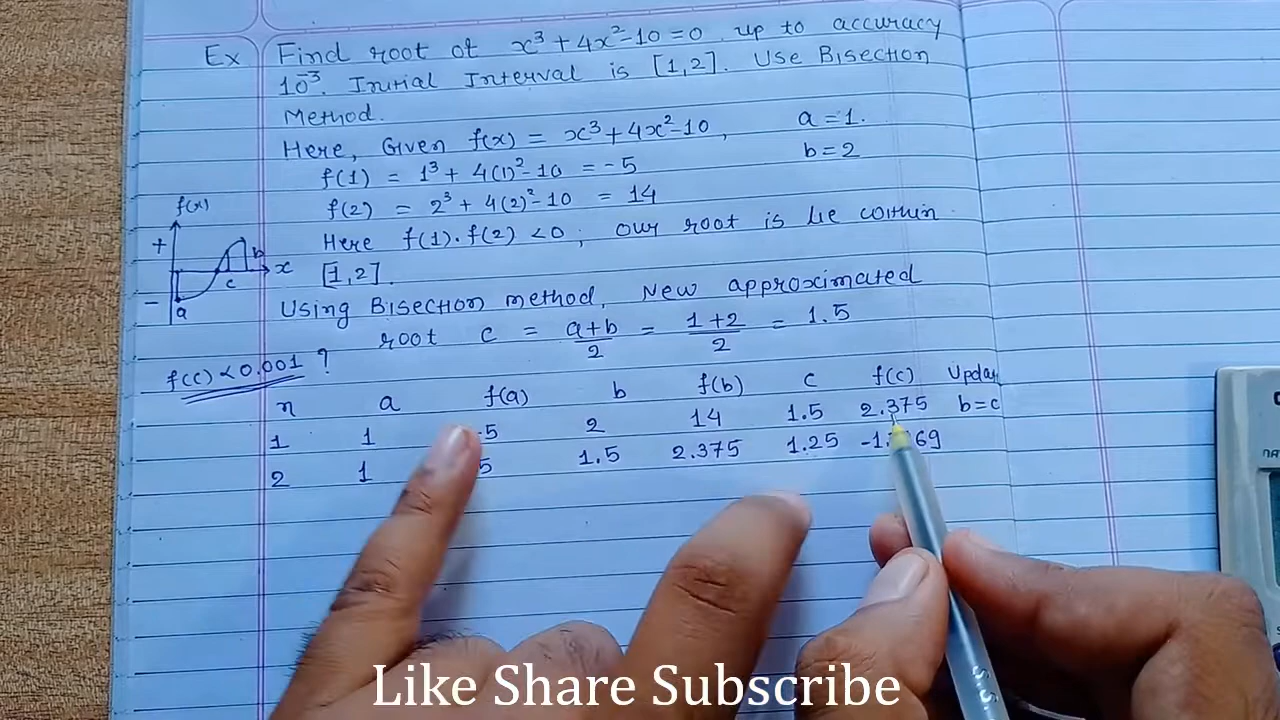 Ex Find root of x³ + 4x² - 10 = 0 up to accuracy
10⁻³. Initial Interval is [1,2]. Use Bisection
Method.
Here, Given f(x) = x³ + 4x² - 10, a = 1.
f(1) = 1³ + 4(1)² - 10 = -5 b = 2
f(2) = 2³ + 4(2)² - 10 = 14
Here f(1).f(2) < 0; our root is lie within
[1,2].
f(x)
+
b
x
c
-
a
Using Bisection method, New approximated
root c = a+b/2 = 1+2/2 = 1.5
f(c) < 0.001 ?
n a f(a) b f(b) c f(c)
1 1 -5 2 14 1.5 2.375 b=c
2 1 5 1.5 2.375 1.25
Like Share Subscribe